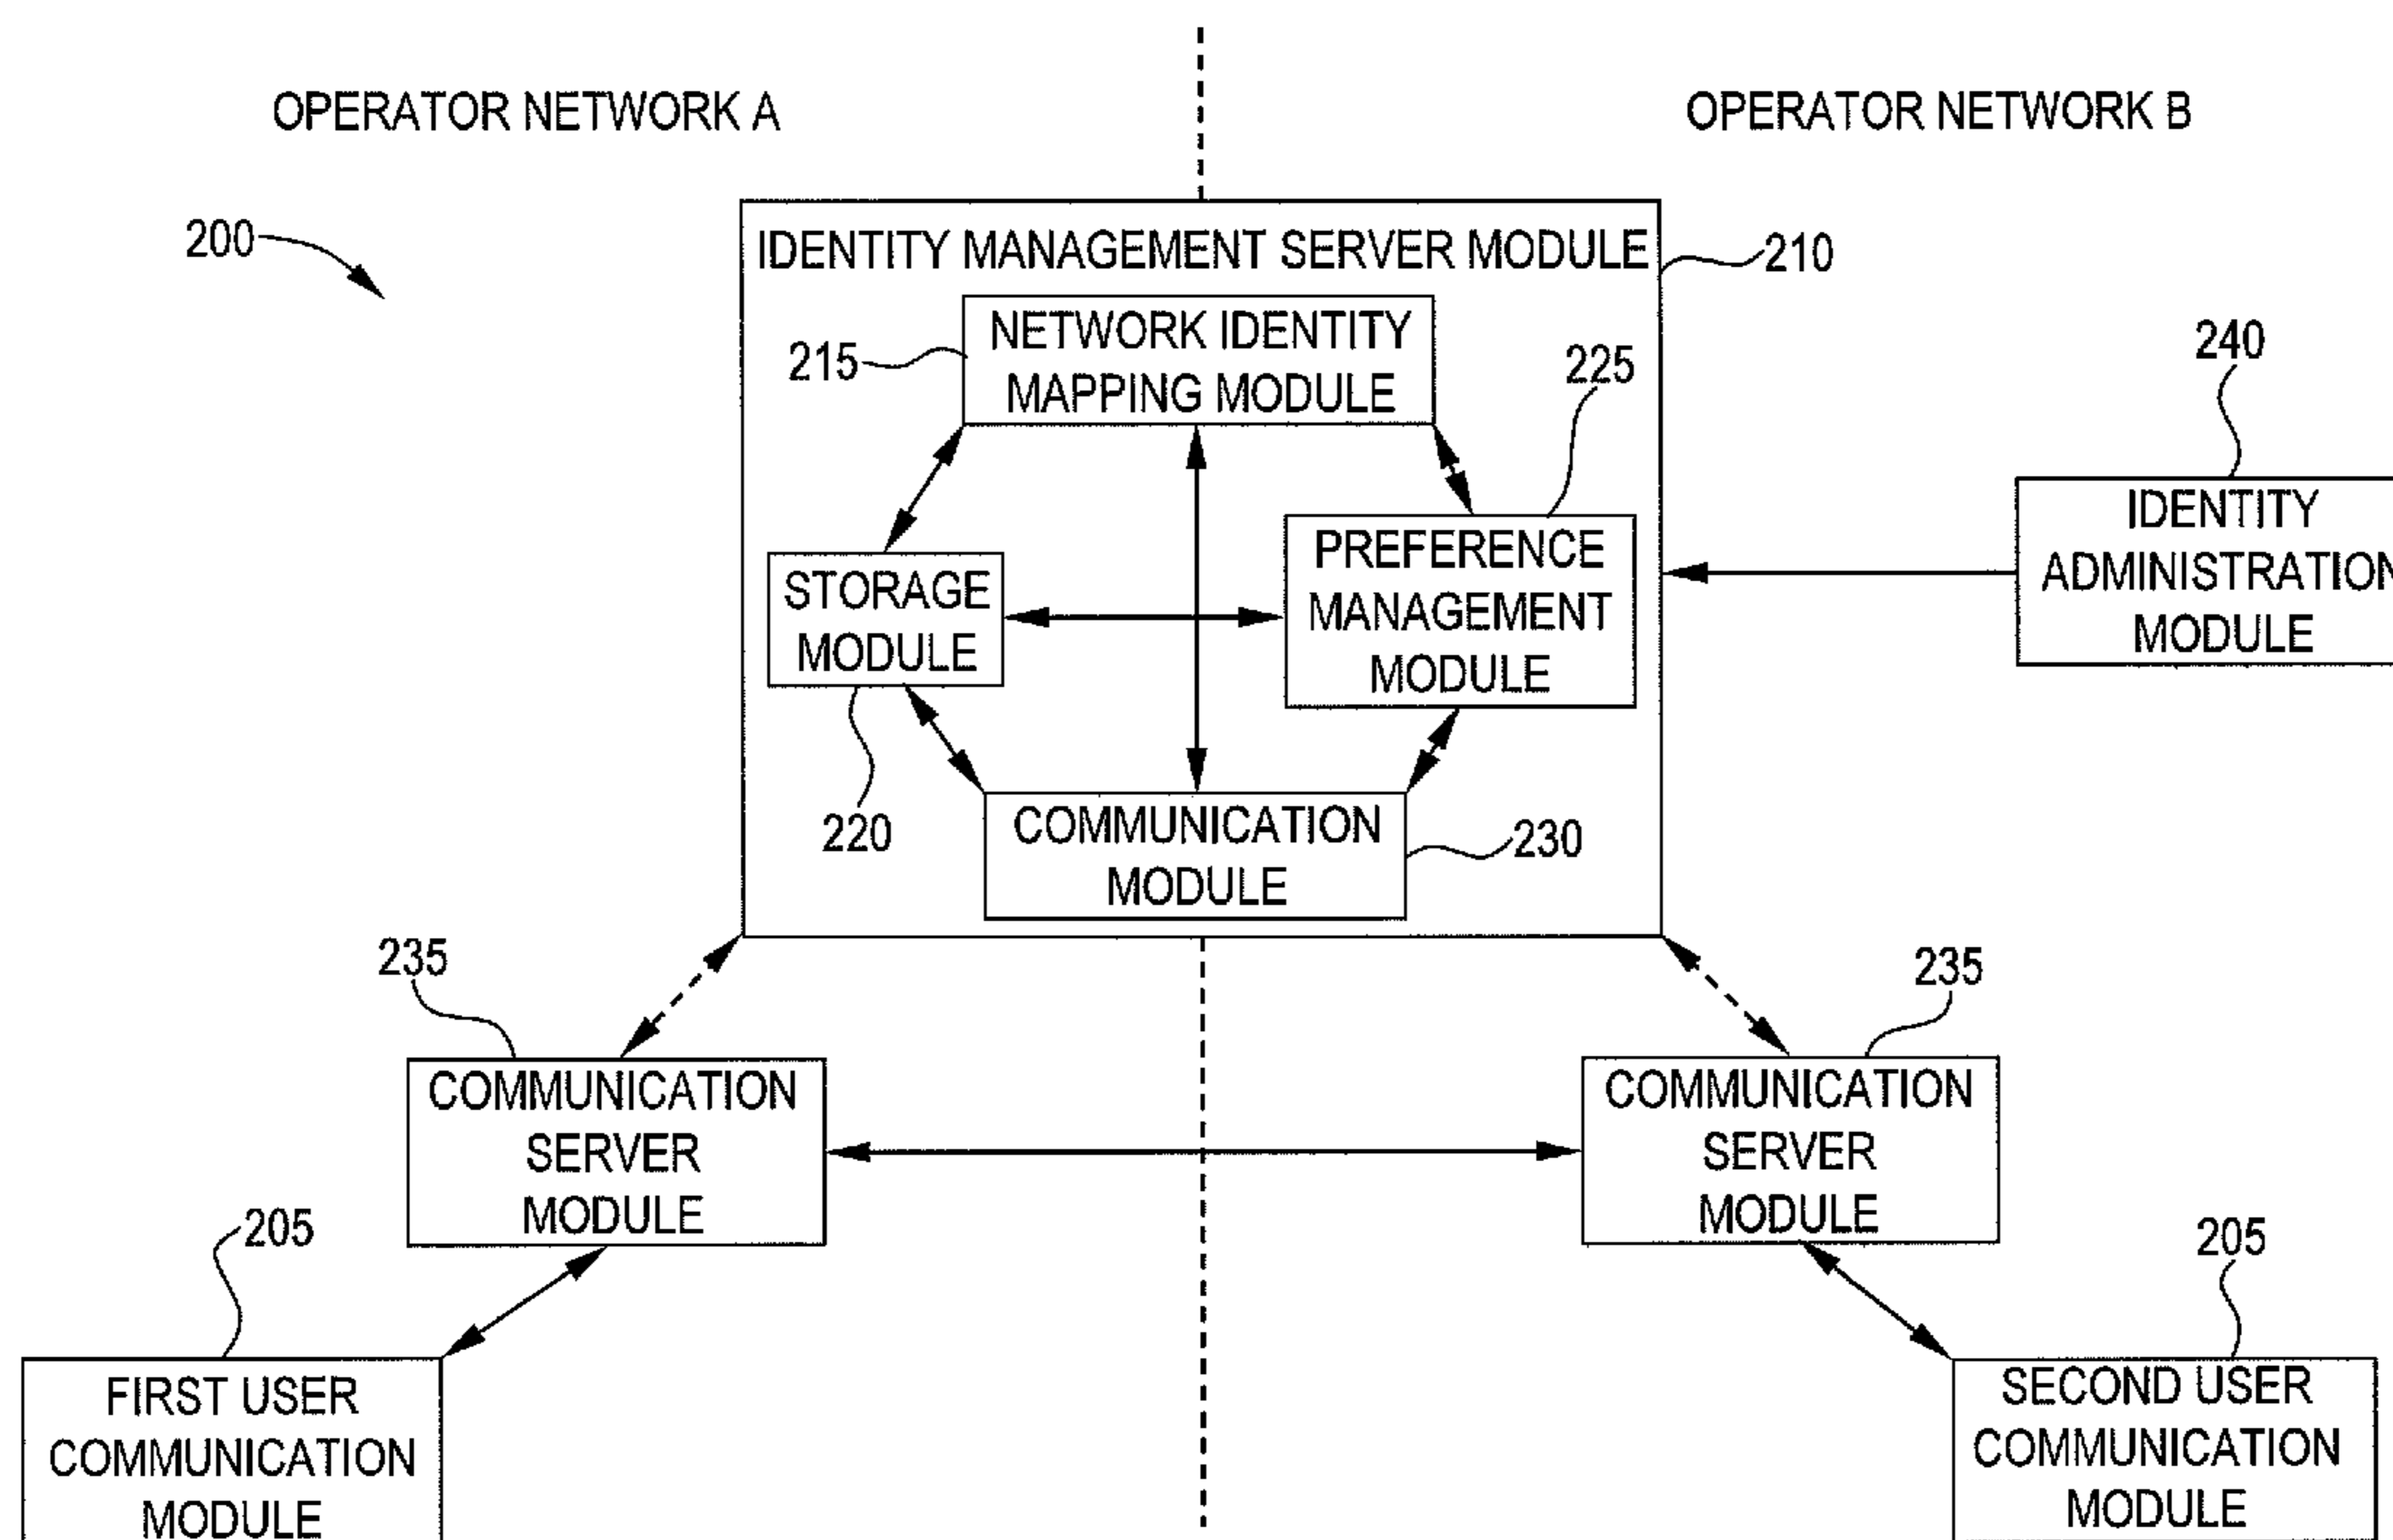 OPERATOR NETWORK A
OPERATOR NETWORK B
200
IDENTITY MANAGEMENT SERVER MODULE
210
215
NETWORK IDENTITY
MAPPING MODULE
225
240
STORAGE
MODULE
220
PREFERENCE
MANAGEMENT
MODULE
IDENTITY
ADMINISTRATION
MODULE
COMMUNICATION
MODULE
230
235
COMMUNICATION
SERVER
MODULE
235
COMMUNICATION
SERVER
MODULE
205
FIRST USER
COMMUNICATION
MODULE
205
SECOND USER
COMMUNICATION
MODULE